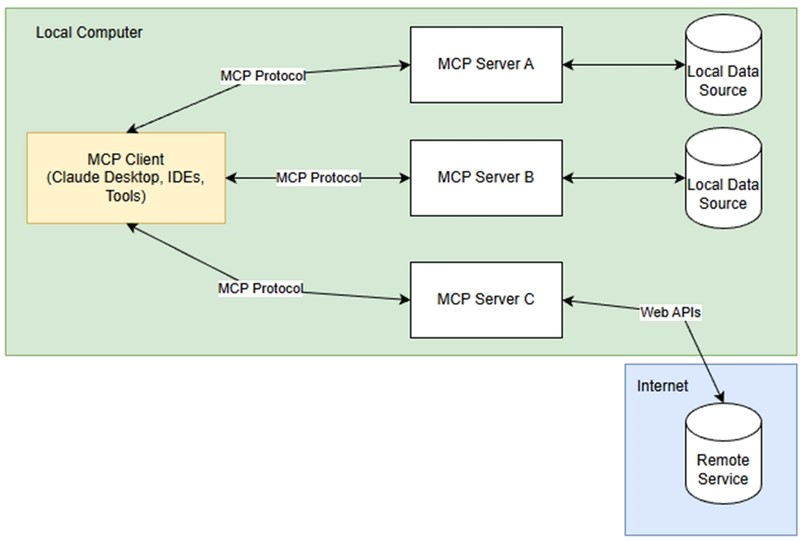 Local Computer
MCP Protocol
MCP Server A
Local Data
Source
MCP Client
(Claude Desktop, IDEs,
Tools)
MCP Protocol
MCP Server B
Local Data
Source
MCP Protocol
MCP Server C
Web APIs
Internet
Remote
Service